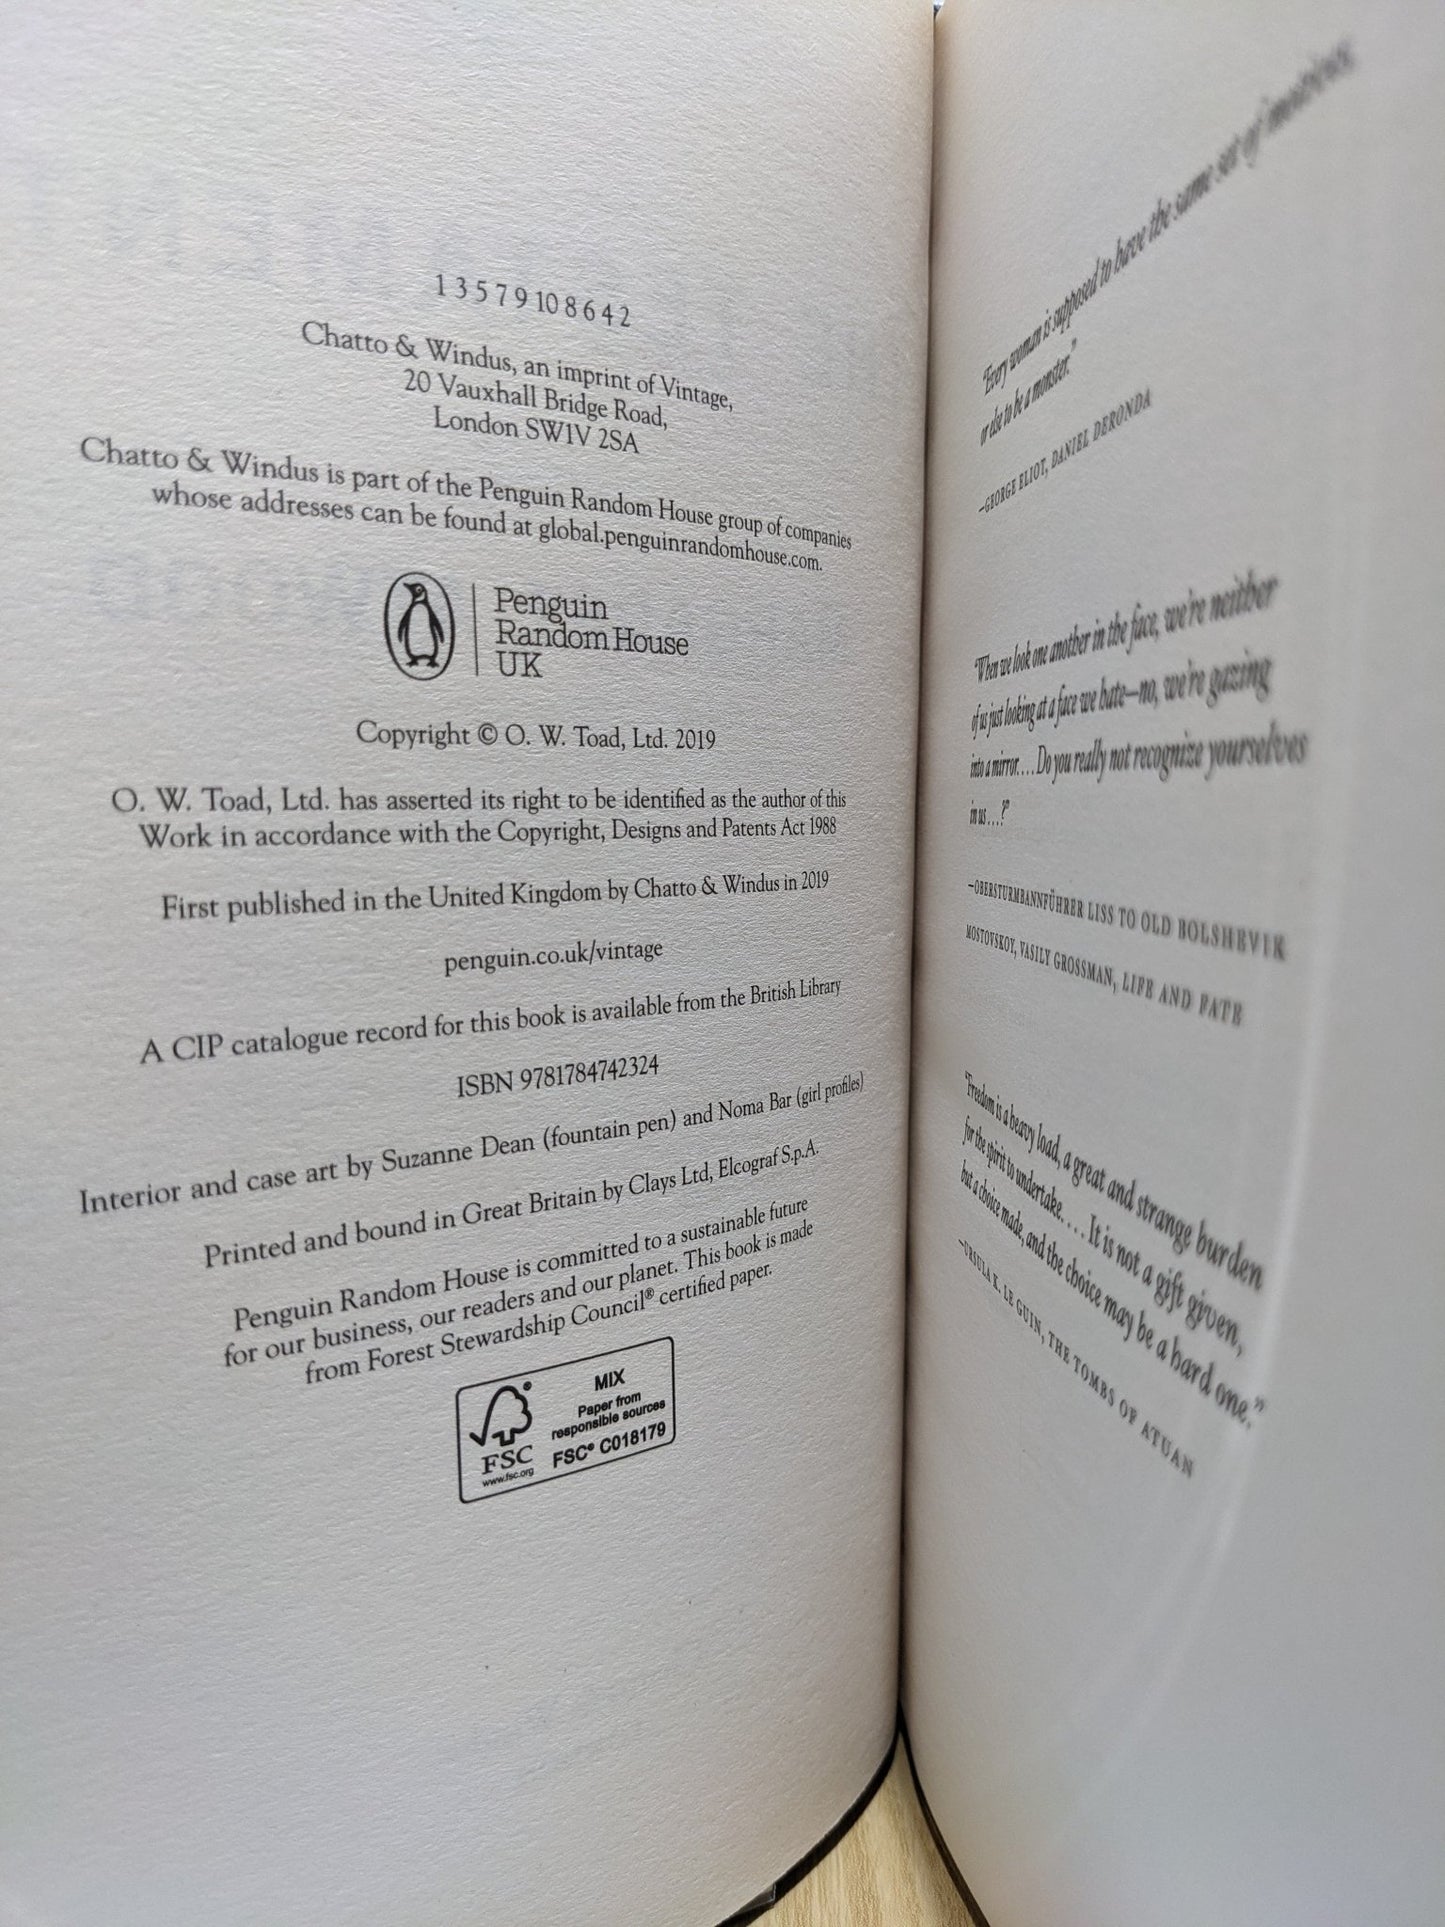 1 3 5 7 9 10 8 6 4 2
Chatto & Windus, an imprint of Vintage,
20 Vauxhall Bridge Road,
London SW1V 2SA
Chatto & Windus is part of the Penguin Random House group of companies
whose addresses can be found at global.penguinrandomhouse.com.
Penguin
Random House
UK
Copyright © O. W. Toad, Ltd. 2019
O. W. Toad, Ltd. has asserted its right to be identified as the author of this
Work in accordance with the Copyright, Designs and Patents Act 1988
First published in the United Kingdom by Chatto & Windus in 2019
penguin.co.uk/vintage
A CIP catalogue record for this book is available from the British Library
ISBN 9781784742324
Interior and case art by Suzanne Dean (fountain pen) and Noma Bar (girl profiles)
Printed and bound in Great Britain by Clays Ltd, Elcograf S.p.A.
Penguin Random House is committed to a sustainable future
for our business, our readers and our planet. This book is made
from Forest Stewardship Council® certified paper.
FSC
www.fsc.org
MIX
Paper from
responsible sources
FSC® C018179
"Every woman is supposed to have the same set of motives,
or else to be a monster."
—GEORGE ELIOT, DANIEL DERONDA
"When we look one another in the face, we're neither
of us just looking at a face we hate—no, we're gazing
into a mirror. . . . Do you really not recognize yourselves
in us . . . ?"
—OBERSTURMBANNFÜHRER LISS TO OLD BOLSHEVIK
MOSTOVSKOY, VASILY GROSSMAN, LIFE AND FATE
"Freedom is a heavy load, a great and strange burden
for the spirit to undertake. . . . It is not a gift given,
but a choice made, and the choice may be a hard one."
—URSULA K. LE GUIN, THE TOMBS OF ATUAN